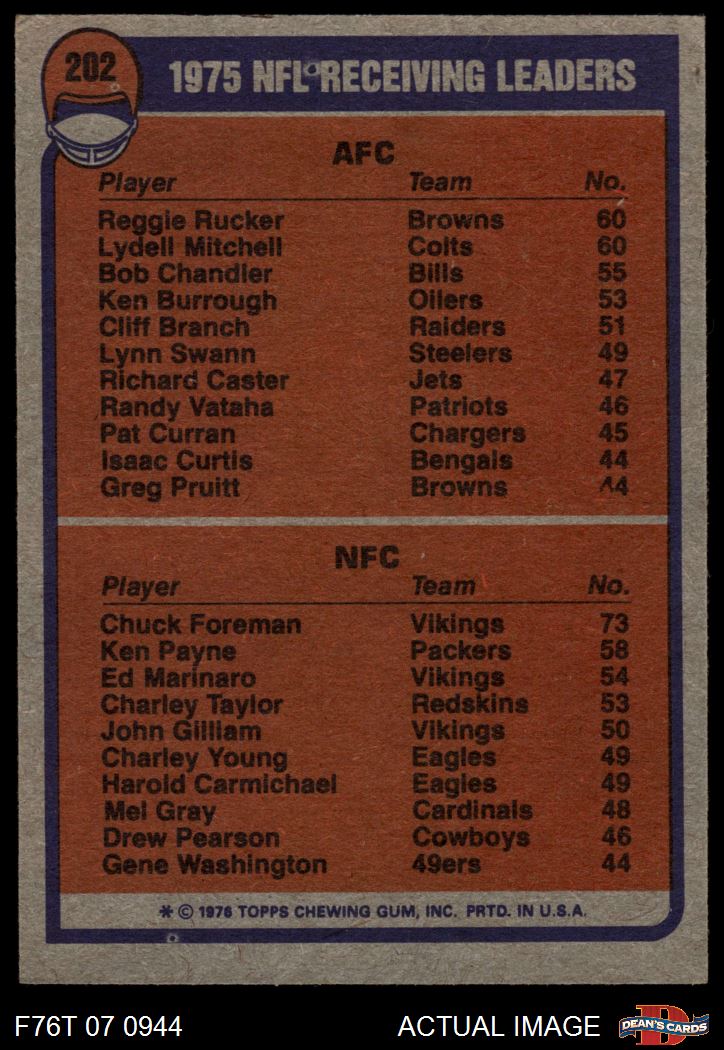 202
1975 NFL RECEIVING LEADERS
AFC
Player Team No.
Reggie Rucker Browns 60
Lydell Mitchell Colts 60
Bob Chandler Bills 55
Ken Burrough Oilers 53
Cliff Branch Raiders 51
Lynn Swann Steelers 49
Richard Caster Jets 47
Randy Vataha Patriots 46
Pat Curran Chargers 45
Isaac Curtis Bengals 44
Greg Pruitt Browns 44
NFC
Player Team No.
Chuck Foreman Vikings 73
Ken Payne Packers 58
Ed Marinaro Vikings 54
Charley Taylor Redskins 53
John Gilliam Vikings 50
Charley Young Eagles 49
Harold Carmichael Eagles 49
Mel Gray Cardinals 48
Drew Pearson Cowboys 46
Gene Washington 49ers 44
* © 1976 TOPPS CHEWING GUM, INC. PRTD. IN U.S.A.
F76T 07 0944 ACTUAL IMAGE D DEAN'S CARDS